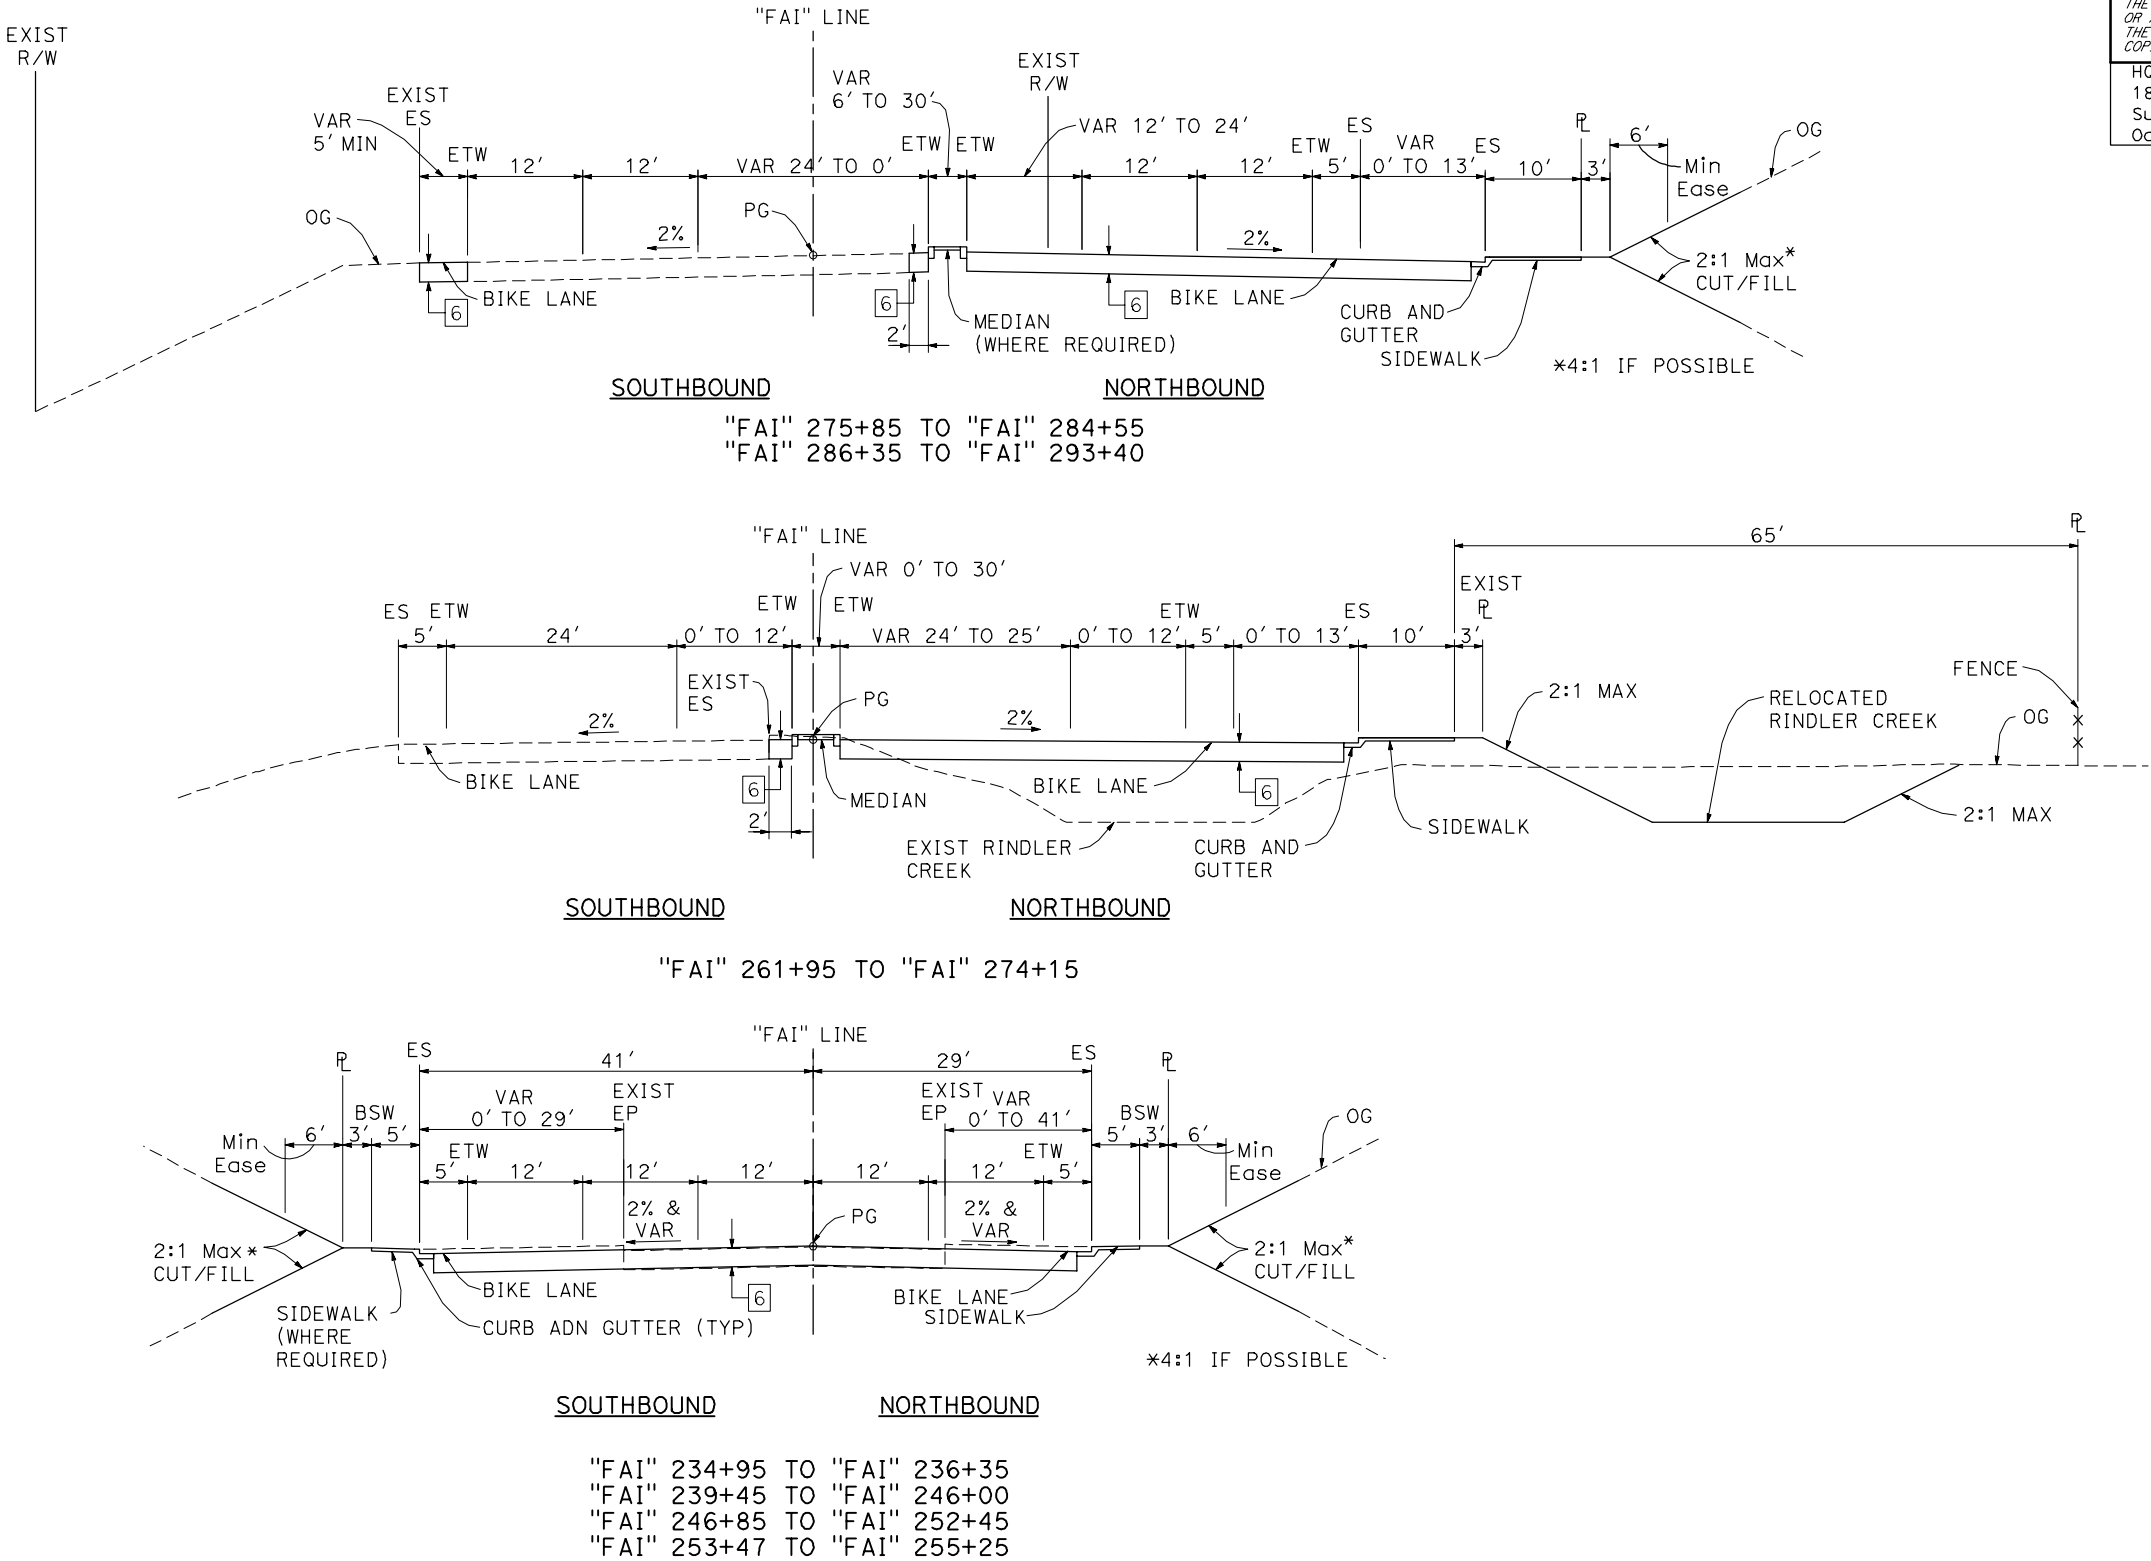 "FAI" LINE
EXIST
R/W
EXIST
ES
VAR
5' MIN
ETW
12'
12'
VAR 24' TO 0'
VAR
6' TO 30'
ETW
ETW
EXIST
R/W
VAR 12' TO 24'
12'
12'
ETW
5'
ES
VAR
0' TO 13'
ES
10'
PL
3'
6'
Min
Ease
OG
OG
PG
2%
2%
6
BIKE LANE
6
2'
MEDIAN
(WHERE REQUIRED)
6
BIKE LANE
CURB AND
GUTTER
SIDEWALK
2:1 Max*
CUT/FILL
*4:1 IF POSSIBLE
SOUTHBOUND
NORTHBOUND
"FAI" 275+85 TO "FAI" 284+55
"FAI" 286+35 TO "FAI" 293+40
THE
OR
THE
COP
HQ
18
Su
Oc
"FAI" LINE
VAR 0' TO 30'
65'
PL
EXIST
PL
ES
ETW
ETW
ETW
ETW
ES
5'
24'
0' TO 12'
VAR 24' TO 25'
0' TO 12'
5'
0' TO 13'
10'
3'
EXIST
ES
2%
PG
2%
2:1 MAX
RELOCATED
RINDLER CREEK
FENCE
OG
BIKE LANE
6
2'
MEDIAN
BIKE LANE
6
EXIST RINDLER
CREEK
CURB AND
GUTTER
SIDEWALK
2:1 MAX
SOUTHBOUND
NORTHBOUND
"FAI" 261+95 TO "FAI" 274+15
"FAI" LINE
PL
ES
41'
29'
ES
PL
VAR
0' TO 29'
EXIST
EP
EXIST
EP
VAR
0' TO 41'
Min
Ease
6'
BSW
3'
5'
ETW
5'
12'
12'
12'
12'
12'
ETW
5'
BSW
5'
3'
6'
Min
Ease
OG
2% &
VAR
PG
2% &
VAR
2:1 Max*
CUT/FILL
SIDEWALK
(WHERE
REQUIRED)
BIKE LANE
CURB ADN GUTTER (TYP)
6
BIKE LANE
SIDEWALK
2:1 Max*
CUT/FILL
*4:1 IF POSSIBLE
SOUTHBOUND
NORTHBOUND
"FAI" 234+95 TO "FAI" 236+35
"FAI" 239+45 TO "FAI" 246+00
"FAI" 246+85 TO "FAI" 252+45
"FAI" 253+47 TO "FAI" 255+25